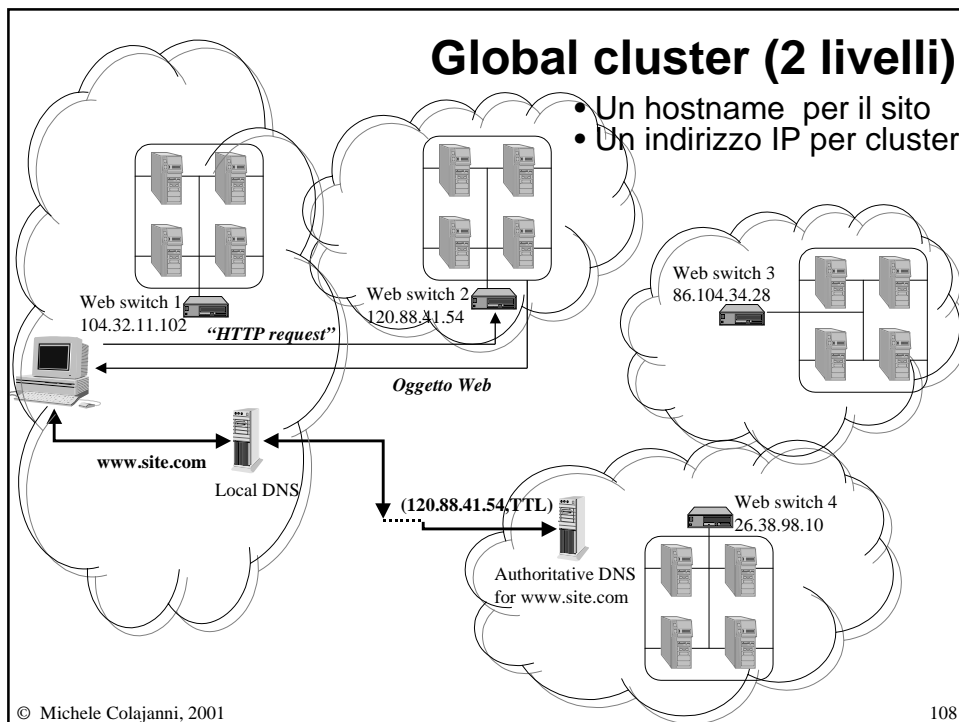 Global cluster (2 livelli)
• Un hostname per il sito
• Un indirizzo IP per cluster
Web switch 1
104.32.11.102
Web switch 2
120.88.41.54
Web switch 3
86.104.34.28
“HTTP request”
Oggetto Web
www.site.com
Local DNS
(120.88.41.54,TTL)
Authoritative DNS
for www.site.com
Web switch 4
26.38.98.10
© Michele Colajanni, 2001
108